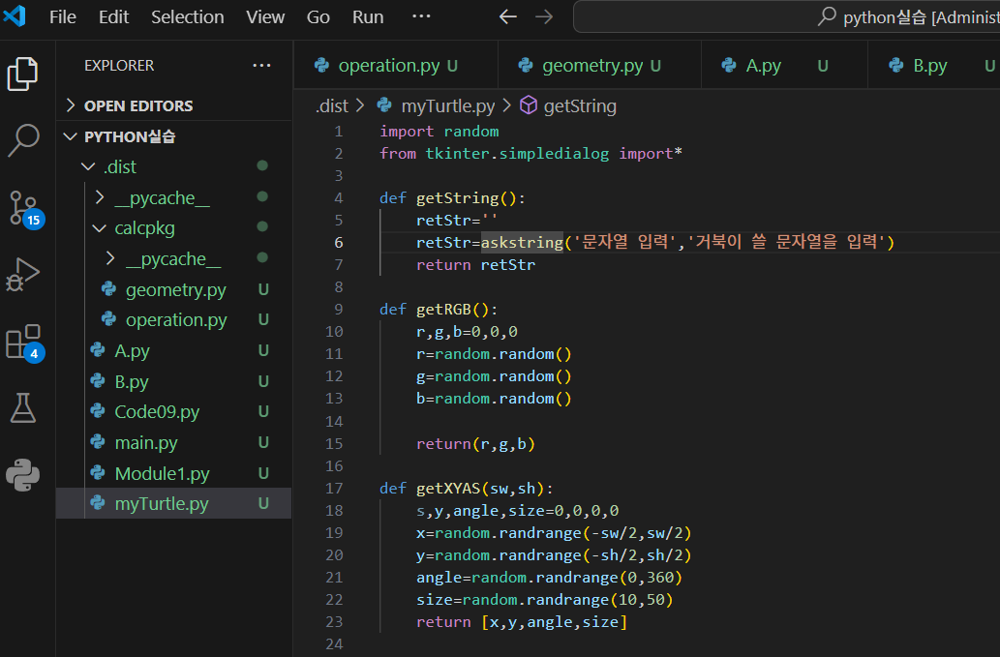 File Edit Selection View Go Run ... python실습 [Administ
EXPLORER ...
OPEN EDITORS
PYTHON실습
.dist
__pycache__
calcpkg
__pycache__
geometry.py U
operation.py U
A.py U
B.py U
Code09.py U
main.py U
Module1.py U
myTurtle.py U
15
4
operation.py U geometry.py U A.py U B.py U
.dist > myTurtle.py > getString
1 import random
2 from tkinter.simpledialog import*
3
4 def getString():
5 retStr=''
6 retStr=askstring('문자열 입력','거북이 쓸 문자열을 입력')
7 return retStr
8
9 def getRGB():
10 r,g,b=0,0,0
11 r=random.random()
12 g=random.random()
13 b=random.random()
14
15 return(r,g,b)
16
17 def getXYAS(sw,sh):
18 s,y,angle,size=0,0,0,0
19 x=random.randrange(-sw/2,sw/2)
20 y=random.randrange(-sh/2,sh/2)
21 angle=random.randrange(0,360)
22 size=random.randrange(10,50)
23 return [x,y,angle,size]
24